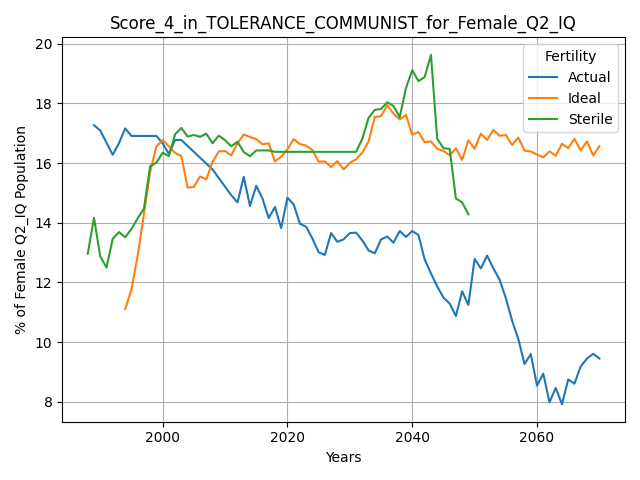 Score_4_in_TOLERANCE_COMMUNIST_for_Female_Q2_IQ
% of Female Q2_IQ Population
20
18
16
14
12
10
8
Fertility
Actual
Ideal
Sterile
2000 2020 2040 2060
Years